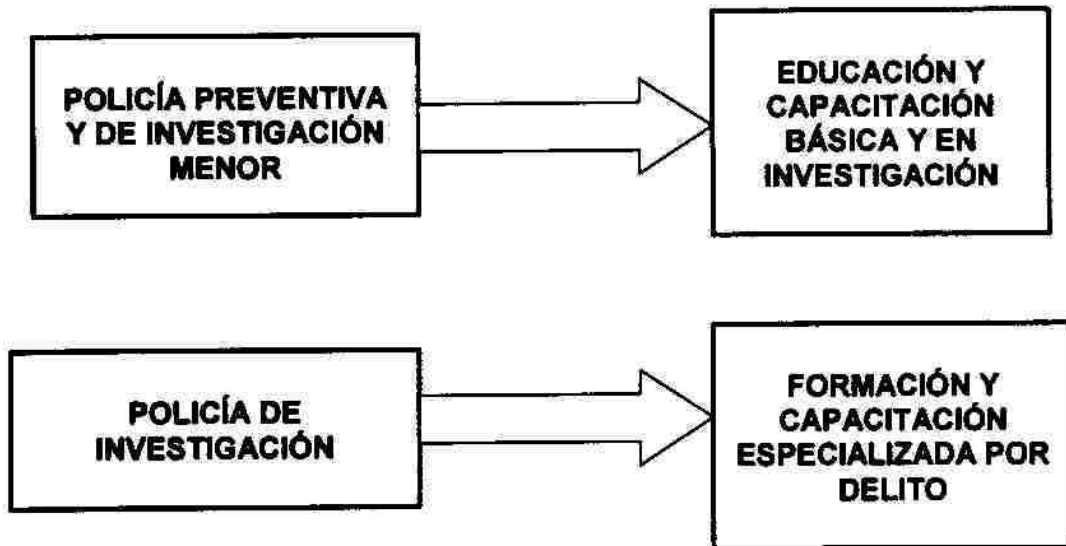 POLICÍA PREVENTIVA
Y DE INVESTIGACIÓN
MENOR
EDUCACIÓN Y
CAPACITACIÓN
BÁSICA Y EN
INVESTIGACIÓN
POLICÍA DE
INVESTIGACIÓN
FORMACIÓN Y
CAPACITACIÓN
ESPECIALIZADA POR
DELITO